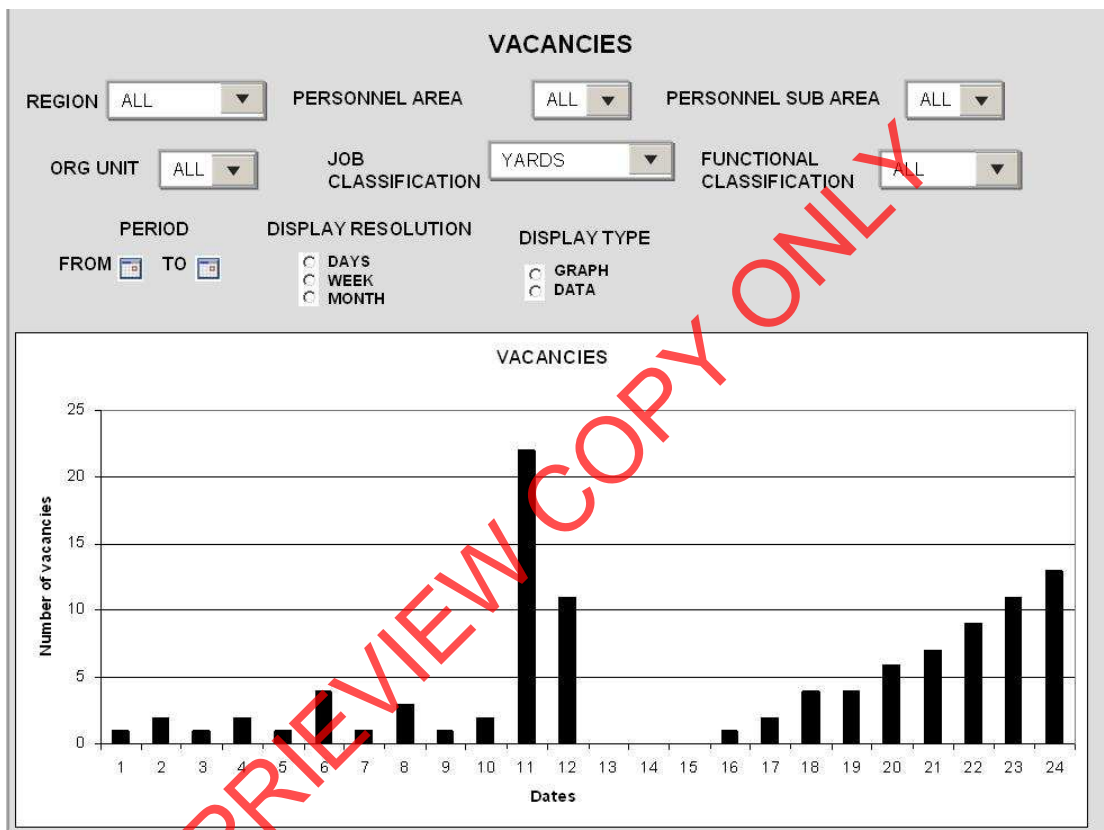 VACANCIES
REGION ALL PERSONNEL AREA ALL PERSONNEL SUB AREA ALL
ORG UNIT ALL JOB CLASSIFICATION YARDS FUNCTIONAL CLASSIFICATION ALL
PERIOD DISPLAY RESOLUTION DISPLAY TYPE
FROM TO
DAYS
WEEK
MONTH
GRAPH
DATA
VACANCIES
25
20
15
10
5
0
Number of vacancies
1 2 3 4 5 6 7 8 9 10 11 12 13 14 15 16 17 18 19 20 21 22 23 24
Dates
PRIEVIEW COPY ONLY